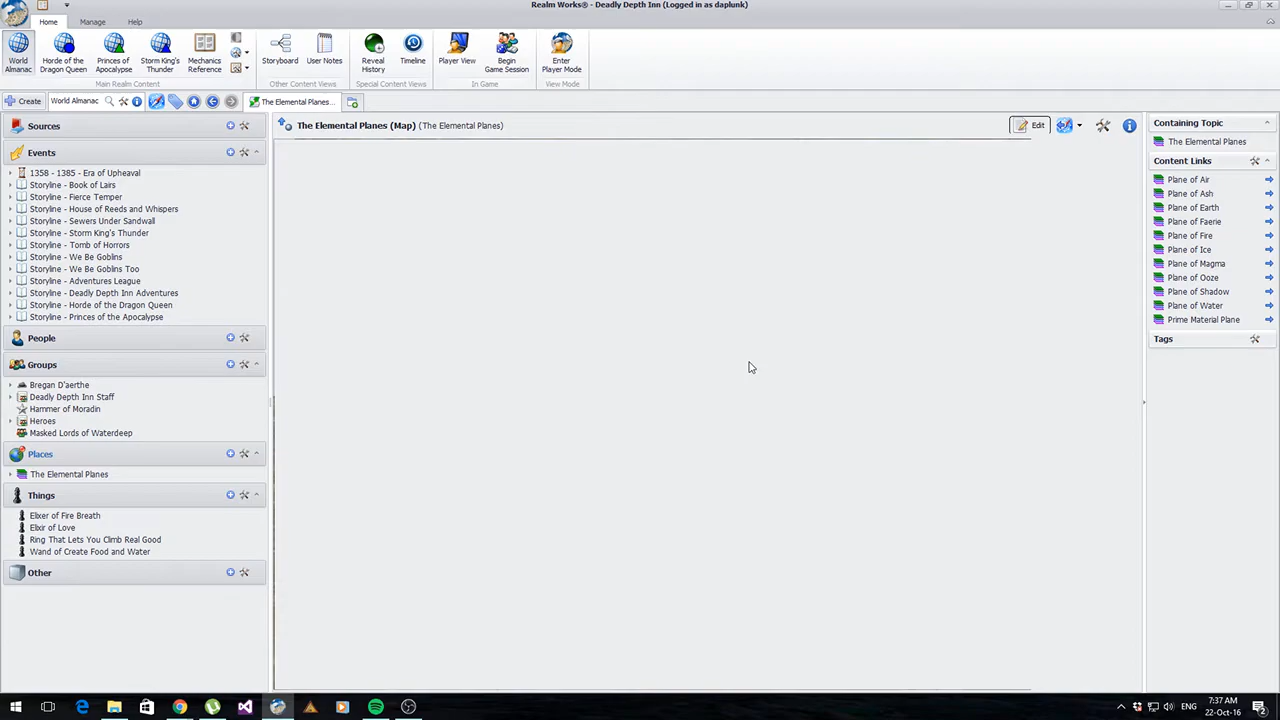 Realm Works® - Deadly Depth Inn (Logged in as daplunk)
Home
Manage
Help
World Almanac
Horde of the Dragon Queen
Princes of Apocalypse
Storm King's Thunder
Mechanics Reference
Storyboard
User Notes
Reveal History
Timeline
Player View
Begin Game Session
Enter Player Mode
Main Realm Content
Other Content Views
Special Content Views
In Game
View Mode
Create
World Almanac
The Elemental Planes...
Sources
Events
1358 - 1385 - Era of Upheaval
Storyline - Book of Lairs
Storyline - Fierce Temper
Storyline - House of Reeds and Whispers
Storyline - Sewers Under Sandwall
Storyline - Storm King's Thunder
Storyline - Tomb of Horrors
Storyline - We Be Goblins
Storyline - We Be Goblins Too
Storyline - Adventures League
Storyline - Deadly Depth Inn Adventures
Storyline - Horde of the Dragon Queen
Storyline - Princes of the Apocalypse
People
Groups
Bregan D'aerthe
Deadly Depth Inn Staff
Hammer of Moradin
Heroes
Masked Lords of Waterdeep
Places
The Elemental Planes
Things
Elixer of Fire Breath
Elixir of Love
Ring That Lets You Climb Real Good
Wand of Create Food and Water
Other
The Elemental Planes (Map) (The Elemental Planes)
Edit
Containing Topic
The Elemental Planes
Content Links
Plane of Air
Plane of Ash
Plane of Earth
Plane of Faerie
Plane of Fire
Plane of Ice
Plane of Magma
Plane of Ooze
Plane of Shadow
Plane of Water
Prime Material Plane
Tags
ENG
7:37 AM
22-Oct-16
2